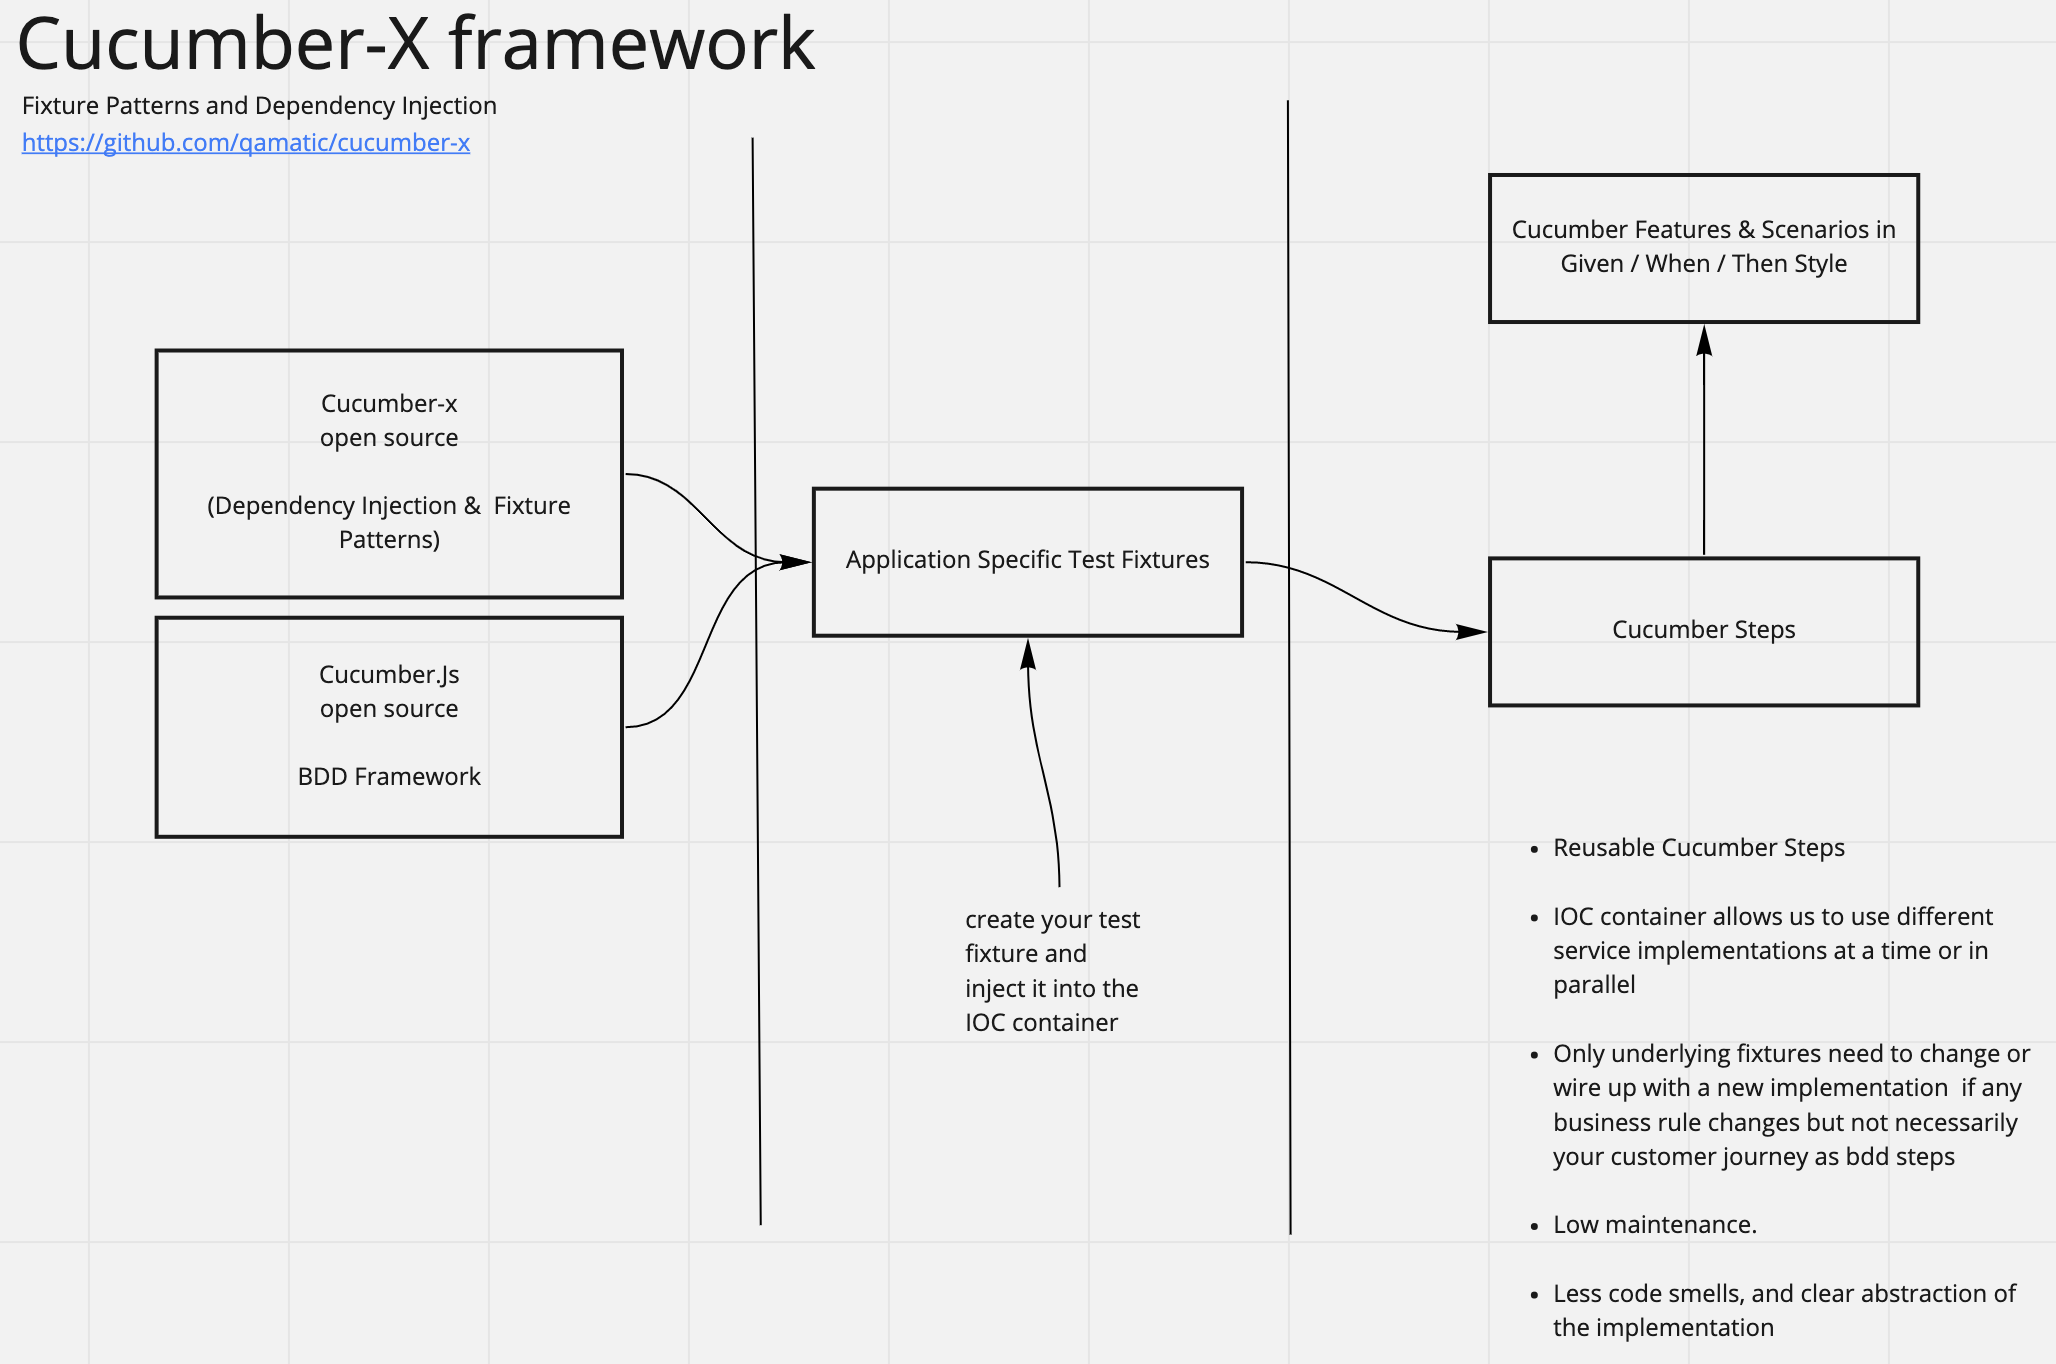 Cucumber-X framework
Fixture Patterns and Dependency Injection
https://github.com/qamatic/cucumber-x
Cucumber-x
open source
(Dependency Injection &  Fixture
Patterns)
Cucumber.Js
open source
BDD Framework
Application Specific Test Fixtures
create your test
fixture and
inject it into the
IOC container
Cucumber Features & Scenarios in
Given / When / Then Style
Cucumber Steps
• Reusable Cucumber Steps
• IOC container allows us to use different
service implementations at a time or in
parallel
• Only underlying fixtures need to change or
wire up with a new implementation  if any
business rule changes but not necessarily
your customer journey as bdd steps
• Low maintenance.
• Less code smells, and clear abstraction of
the implementation